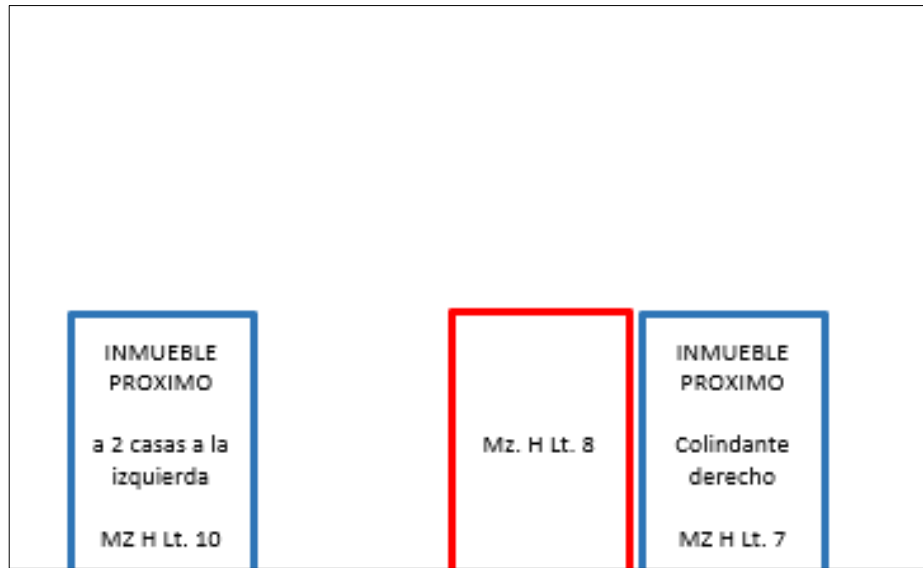 INMUEBLE
PROXIMO
a 2 casas a la
izquierda
MZ H Lt. 10
Mz. H Lt. 8
INMUEBLE
PROXIMO
Colindante
derecho
MZ H Lt. 7